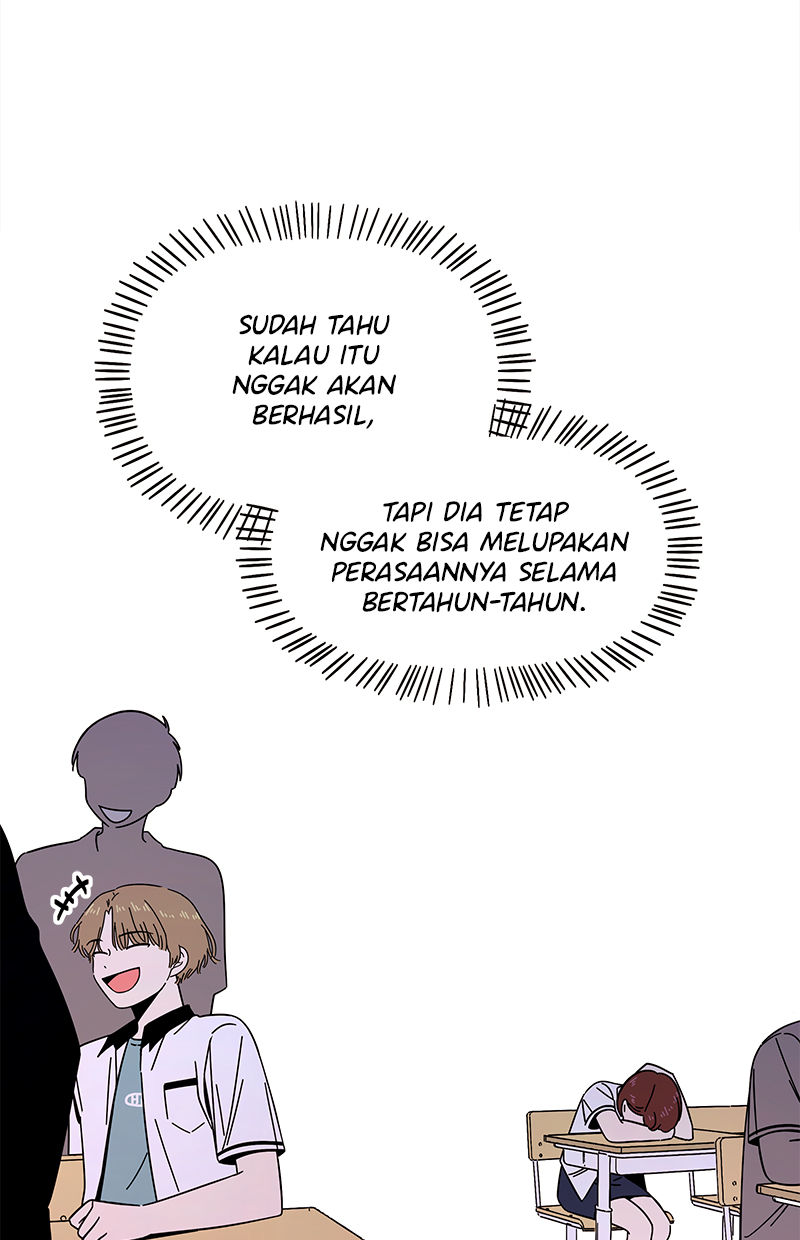 SUDAH TAHU
KALAU ITU
NGGAK AKAN
BERHASIL,
TAPI DIA TETAP
NGGAK BISA MELUPAKAN
PERASAANNYA SELAMA
BERTAHUN-TAHUN.